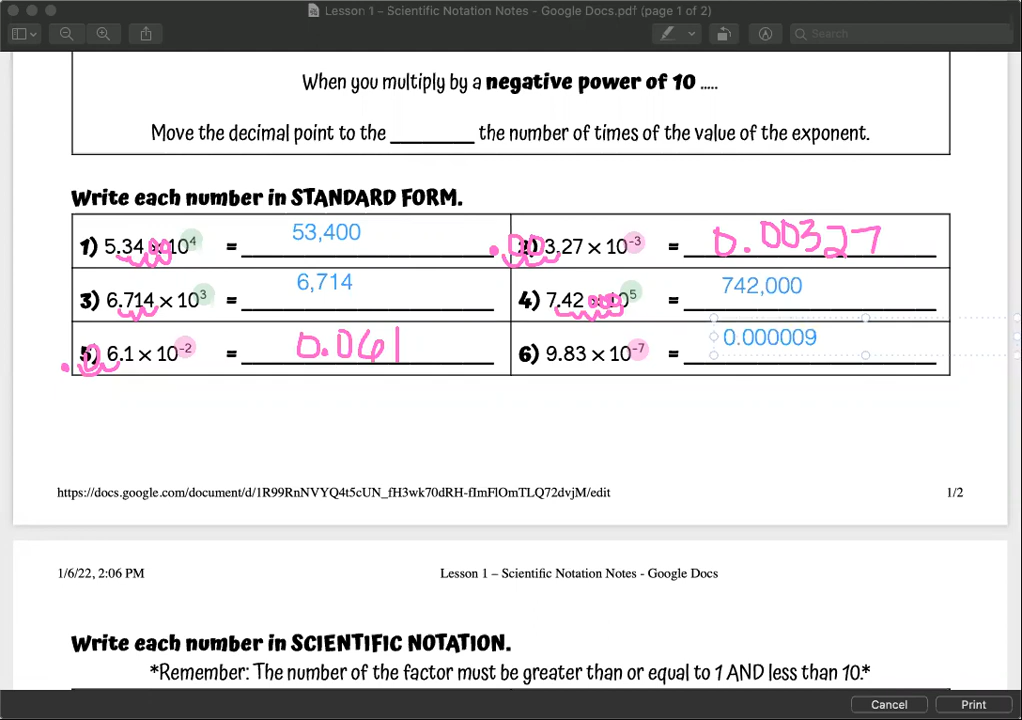 Lesson 1 – Scientific Notation Notes - Google Docs.pdf (page 1 of 2)
Search
When you multiply by a negative power of 10 .....
Move the decimal point to the ________ the number of times of the value of the exponent.
Write each number in STANDARD FORM.
1) 5.34 x 10⁴ = 53,400
2) 3.27 × 10⁻³ = 0.00327
3) 6.714 × 10³ = 6,714
4) 7.42 x 10⁵ = 742,000
5) 6.1 × 10⁻² = 0.061
6) 9.83 × 10⁻⁷ = 0.000009
https://docs.google.com/document/d/1R99RnNVYQ4t5cUN_fH3wk70dRH-fImFlOmTLQ72dvjM/edit 1/2
1/6/22, 2:06 PM Lesson 1 – Scientific Notation Notes - Google Docs
Write each number in SCIENTIFIC NOTATION.
*Remember: The number of the factor must be greater than or equal to 1 AND less than 10.*
Cancel Print